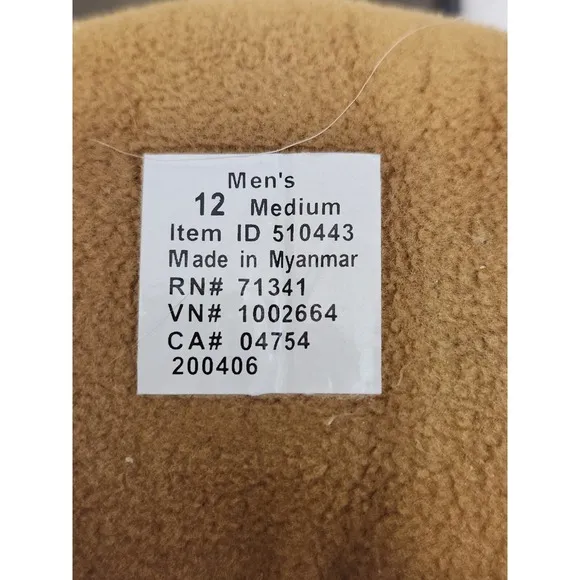 Men's
12 Medium
Item ID 510443
Made in Myanmar
RN# 71341
VN# 1002664
CA# 04754
200406